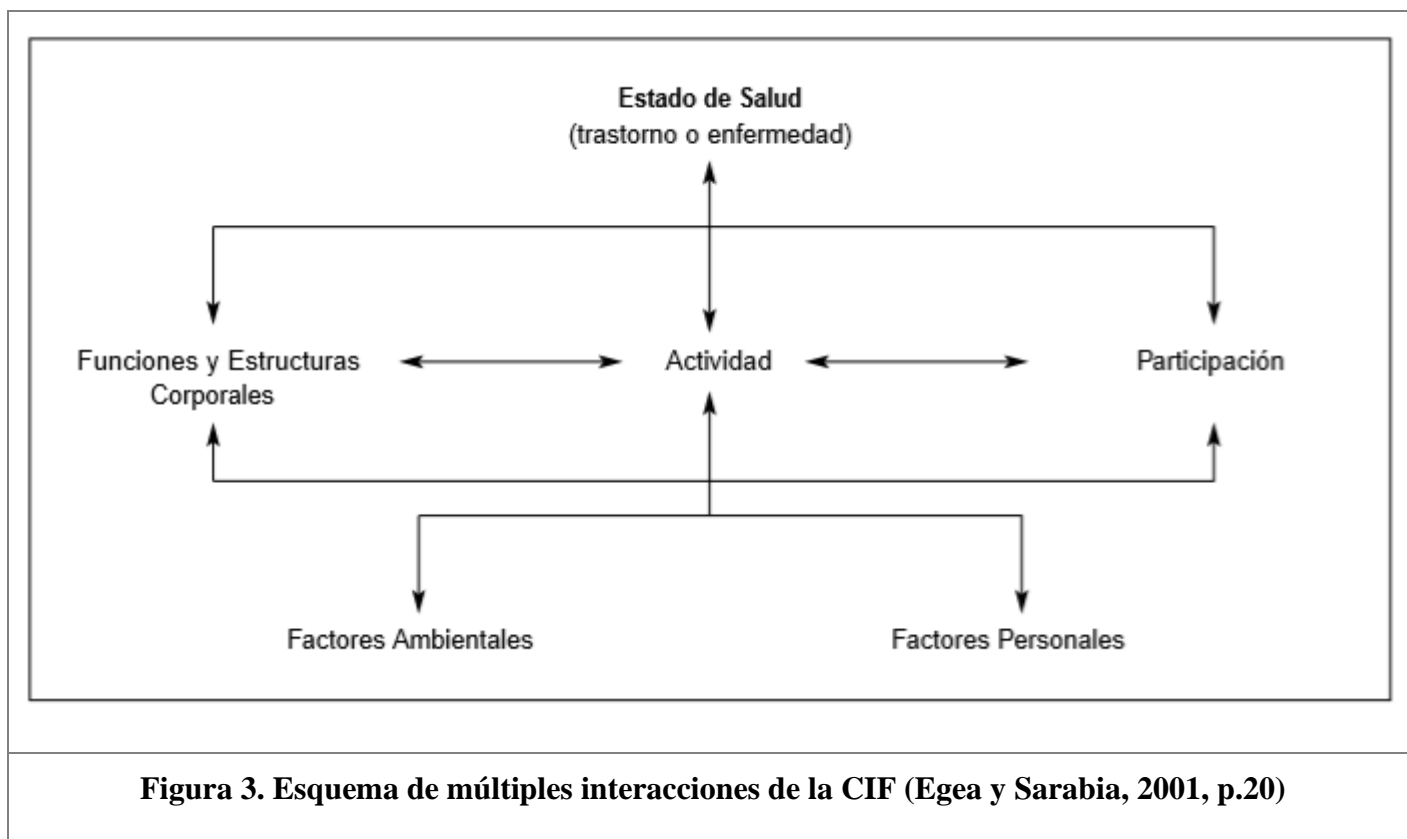 Estado de Salud
(trastorno o enfermedad)
Funciones y Estructuras
Corporales
Actividad
Participación
Factores Ambientales
Factores Personales
Figura 3. Esquema de múltiples interacciones de la CIF (Egea y Sarabia, 2001, p.20)